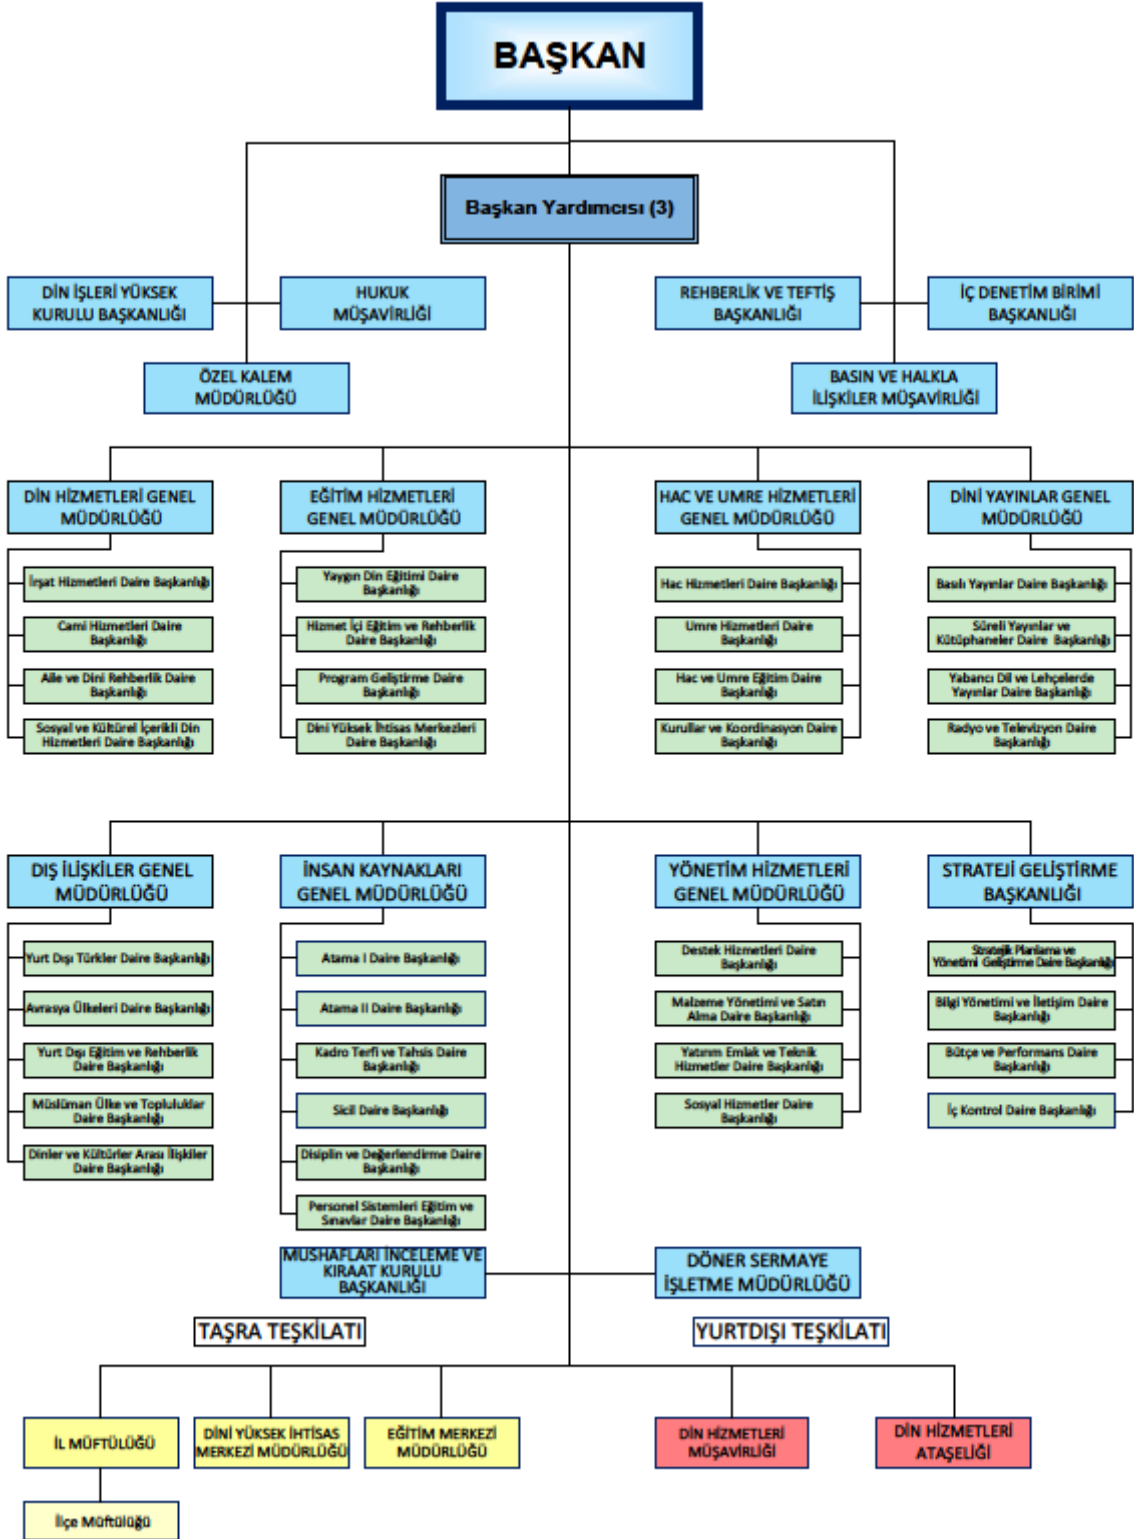 BAŞKAN
Başkan Yardımcısı (3)
DİN İŞLERİ YÜKSEK
KURULU BAŞKANLIĞI
HUKUK
MÜŞAVİRLİĞİ
REHBERLİK VE TEFTİŞ
BAŞKANLIĞI
İÇ DENETİM BİRİMİ
BAŞKANLIĞI
ÖZEL KALEM
MÜDÜRLÜĞÜ
BASIN VE HALKLA
İLİŞKİLER MÜŞAVİRLİĞİ
DİN HİZMETLERİ GENEL
MÜDÜRLÜĞÜ
İrşat Hizmetleri Daire Başkanlığı
Cami Hizmetleri Daire
Başkanlığı
Aile ve Dini Rehberlik Daire
Başkanlığı
Sosyal ve Kültürel İçerikli Din
Hizmetleri Daire Başkanlığı
EĞİTİM HİZMETLERİ
GENEL MÜDÜRLÜĞÜ
Yaygın Din Eğitimi Daire
Başkanlığı
Hizmet İçi Eğitim ve Rehberlik
Daire Başkanlığı
Program Geliştirme Daire
Başkanlığı
Dini Yüksek İhtisas Merkezleri
Daire Başkanlığı
HAC VE UMRE HİZMETLERİ
GENEL MÜDÜRLÜĞÜ
Hac Hizmetleri Daire Başkanlığı
Umre Hizmetleri Daire
Başkanlığı
Hac ve Umre Eğitim Daire
Başkanlığı
Kurullar ve Koordinasyon Daire
Başkanlığı
DİNİ YAYINLAR GENEL
MÜDÜRLÜĞÜ
Basılı Yayınlar Daire Başkanlığı
Süreli Yayınlar ve
Kütüphaneler Daire Başkanlığı
Yabancı Dil ve Lehçelerde
Yayınlar Daire Başkanlığı
Radyo ve Televizyon Daire
Başkanlığı
DIŞ İLİŞKİLER GENEL
MÜDÜRLÜĞÜ
Yurt Dışı Türkler Daire Başkanlığı
Avrasya Ülkeleri Daire Başkanlığı
Yurt Dışı Eğitim ve Rehberlik
Daire Başkanlığı
Müslüman Ülke ve Topluluklar
Daire Başkanlığı
Dinler ve Kültürler Arası İlişkiler
Daire Başkanlığı
İNSAN KAYNAKLARI
GENEL MÜDÜRLÜĞÜ
Atama I Daire Başkanlığı
Atama II Daire Başkanlığı
Kadro Terfi ve Tahsis Daire
Başkanlığı
Sicil Daire Başkanlığı
Disiplin ve Değerlendirme Daire
Başkanlığı
Personel Sistemleri Eğitim ve
Sınavlar Daire Başkanlığı
YÖNETİM HİZMETLERİ
GENEL MÜDÜRLÜĞÜ
Destek Hizmetleri Daire
Başkanlığı
Malzeme Yönetimi ve Satın
Alma Daire Başkanlığı
Yatırım Emlak ve Teknik
Hizmetler Daire Başkanlığı
Sosyal Hizmetler Daire
Başkanlığı
STRATEJİ GELİŞTİRME
BAŞKANLIĞI
Stratejik Planlama ve
Yönetimi Geliştirme Daire Başkanlığı
Bilgi Yönetimi ve İletişim Daire
Başkanlığı
Bütçe ve Performans Daire
Başkanlığı
İç Kontrol Daire Başkanlığı
MUSHAFLARI İNCELEME VE
KIRAAT KURULU
BAŞKANLIĞI
DÖNER SERMAYE
İŞLETME MÜDÜRLÜĞÜ
TAŞRA TEŞKİLATI
YURTDIŞI TEŞKİLATI
İL MÜFTÜLÜĞÜ
DİNİ YÜKSEK İHTİSAS
MERKEZİ MÜDÜRLÜĞÜ
EĞİTİM MERKEZİ
MÜDÜRLÜĞÜ
DİN HİZMETLERİ
MÜŞAVİRLİĞİ
DİN HİZMETLERİ
ATAŞELİĞİ
İlçe Müftülüğü